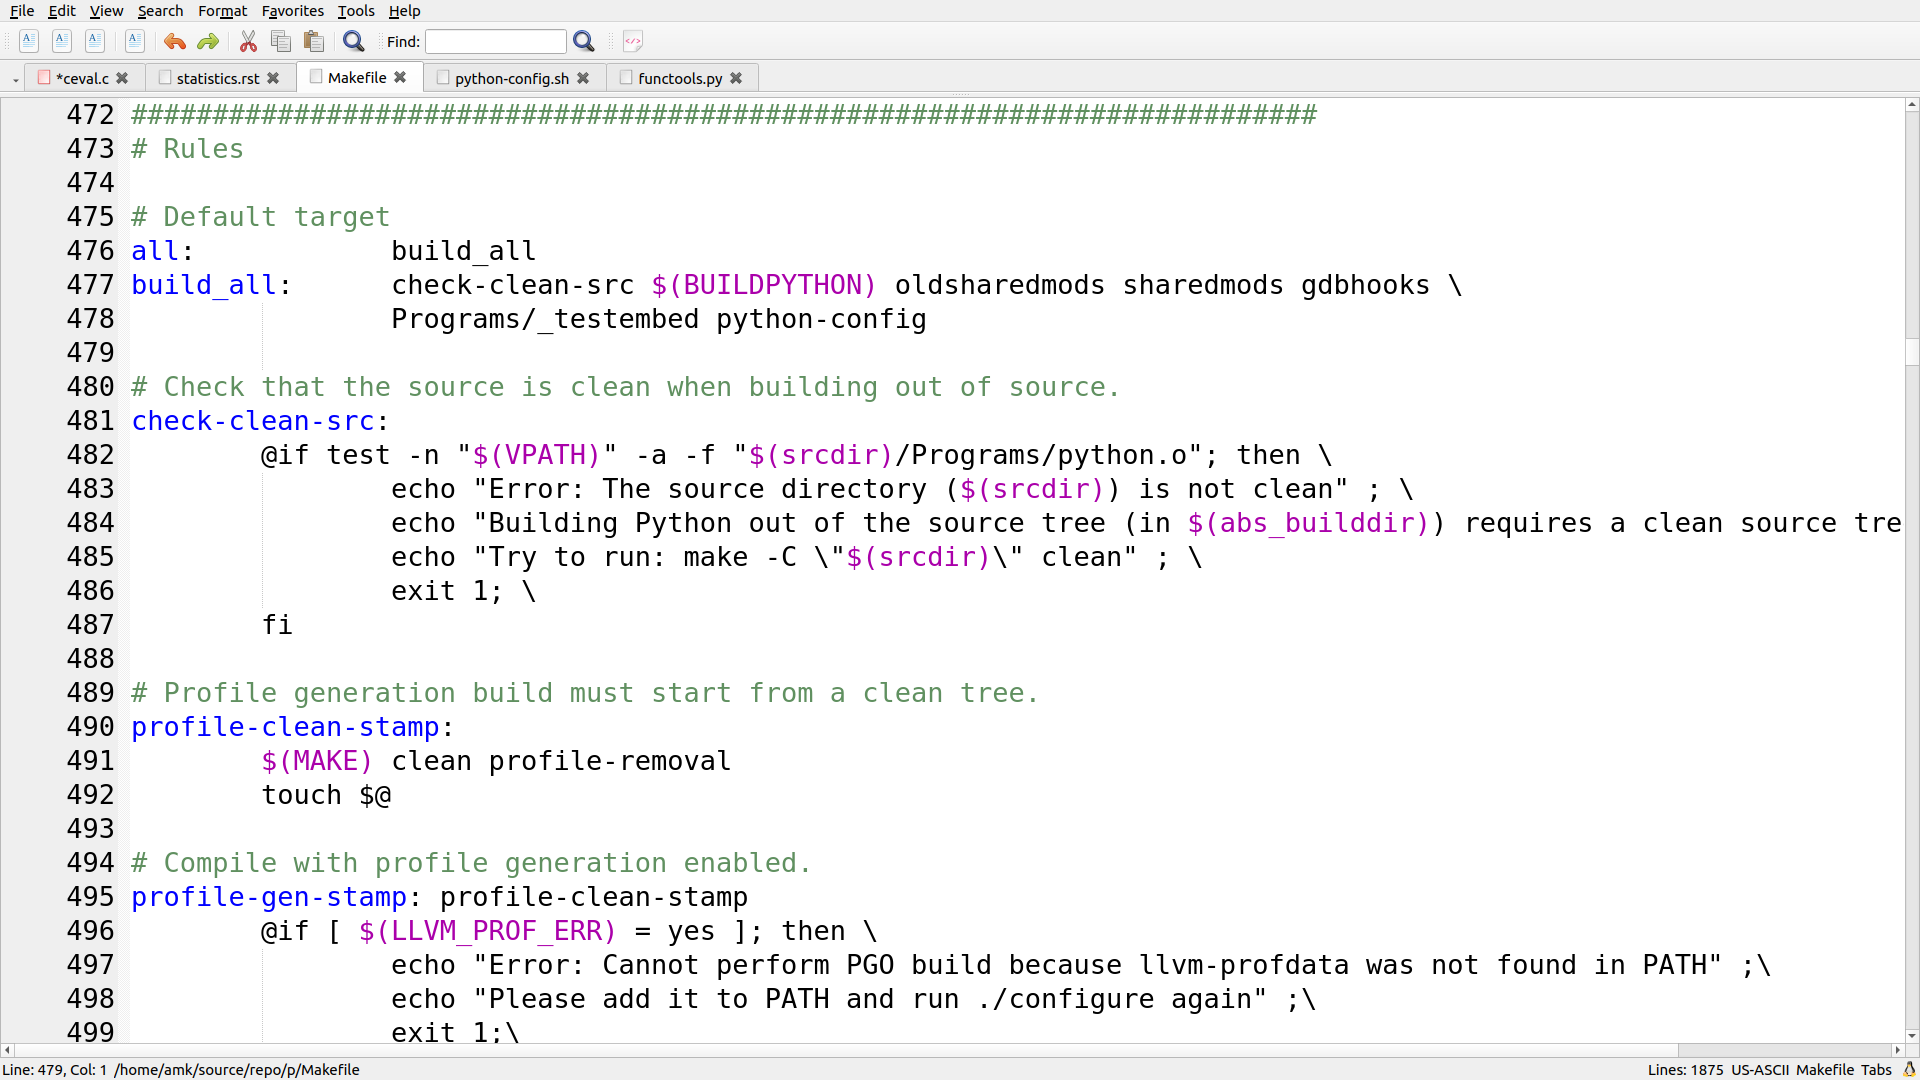 File Edit View Search Format Favorites Tools Help
Find:
*ceval.c statistics.rst Makefile python-config.sh functools.py
472 #########################################################################
473 # Rules
474
475 # Default target
476 all: build_all
477 build_all: check-clean-src $(BUILDPYTHON) oldsharedmods sharedmods gdbhooks \
478 Programs/_testembed python-config
479
480 # Check that the source is clean when building out of source.
481 check-clean-src:
482 @if test -n "$(VPATH)" -a -f "$(srcdir)/Programs/python.o"; then \
483 echo "Error: The source directory ($(srcdir)) is not clean" ; \
484 echo "Building Python out of the source tree (in $(abs_builddir)) requires a clean source tre
485 echo "Try to run: make -C \"$(srcdir)\" clean" ; \
486 exit 1; \
487 fi
488
489 # Profile generation build must start from a clean tree.
490 profile-clean-stamp:
491 $(MAKE) clean profile-removal
492 touch $@
493
494 # Compile with profile generation enabled.
495 profile-gen-stamp: profile-clean-stamp
496 @if [ $(LLVM_PROF_ERR) = yes ]; then \
497 echo "Error: Cannot perform PGO build because llvm-profdata was not found in PATH" ;\
498 echo "Please add it to PATH and run ./configure again" ;\
499 exit 1;\
Line: 479, Col: 1 /home/amk/source/repo/p/Makefile Lines: 1875 US-ASCII Makefile Tabs